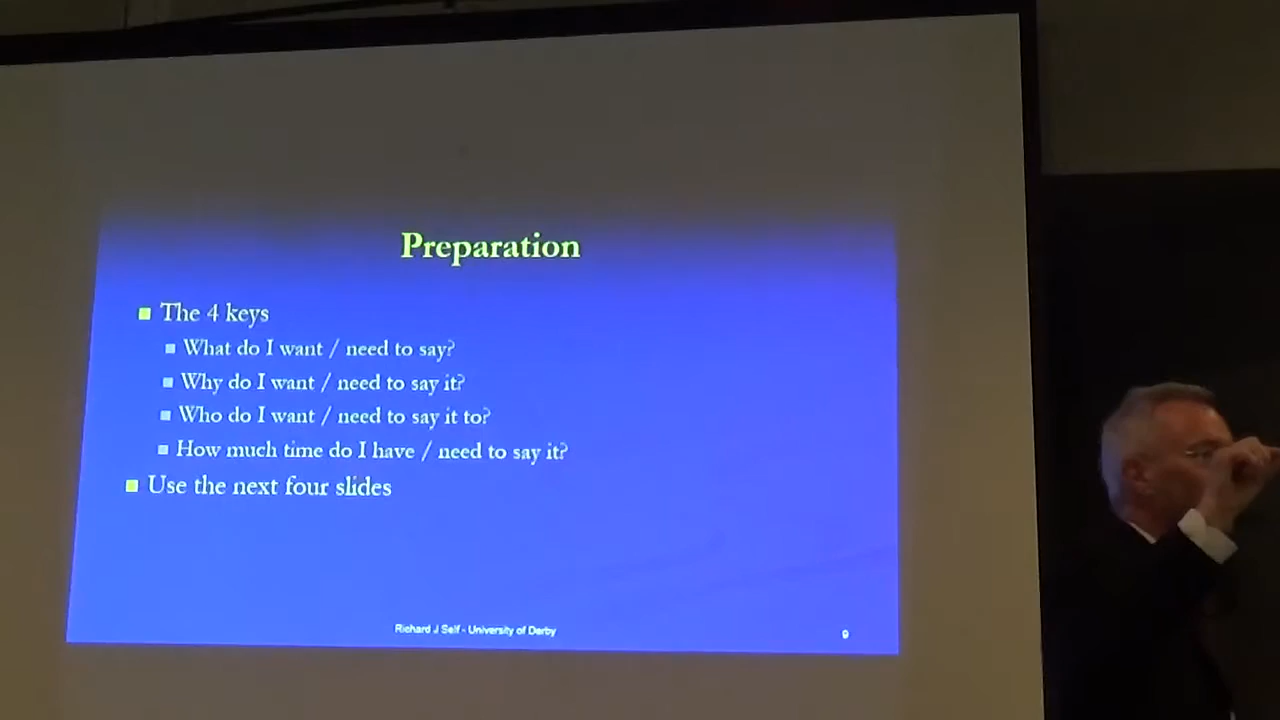 Preparation
The 4 keys
What do I want / need to say?
Why do I want / need to say it?
Who do I want / need to say it to?
How much time do I have / need to say it?
Use the next four slides
Richard J Self - University of Derby
9